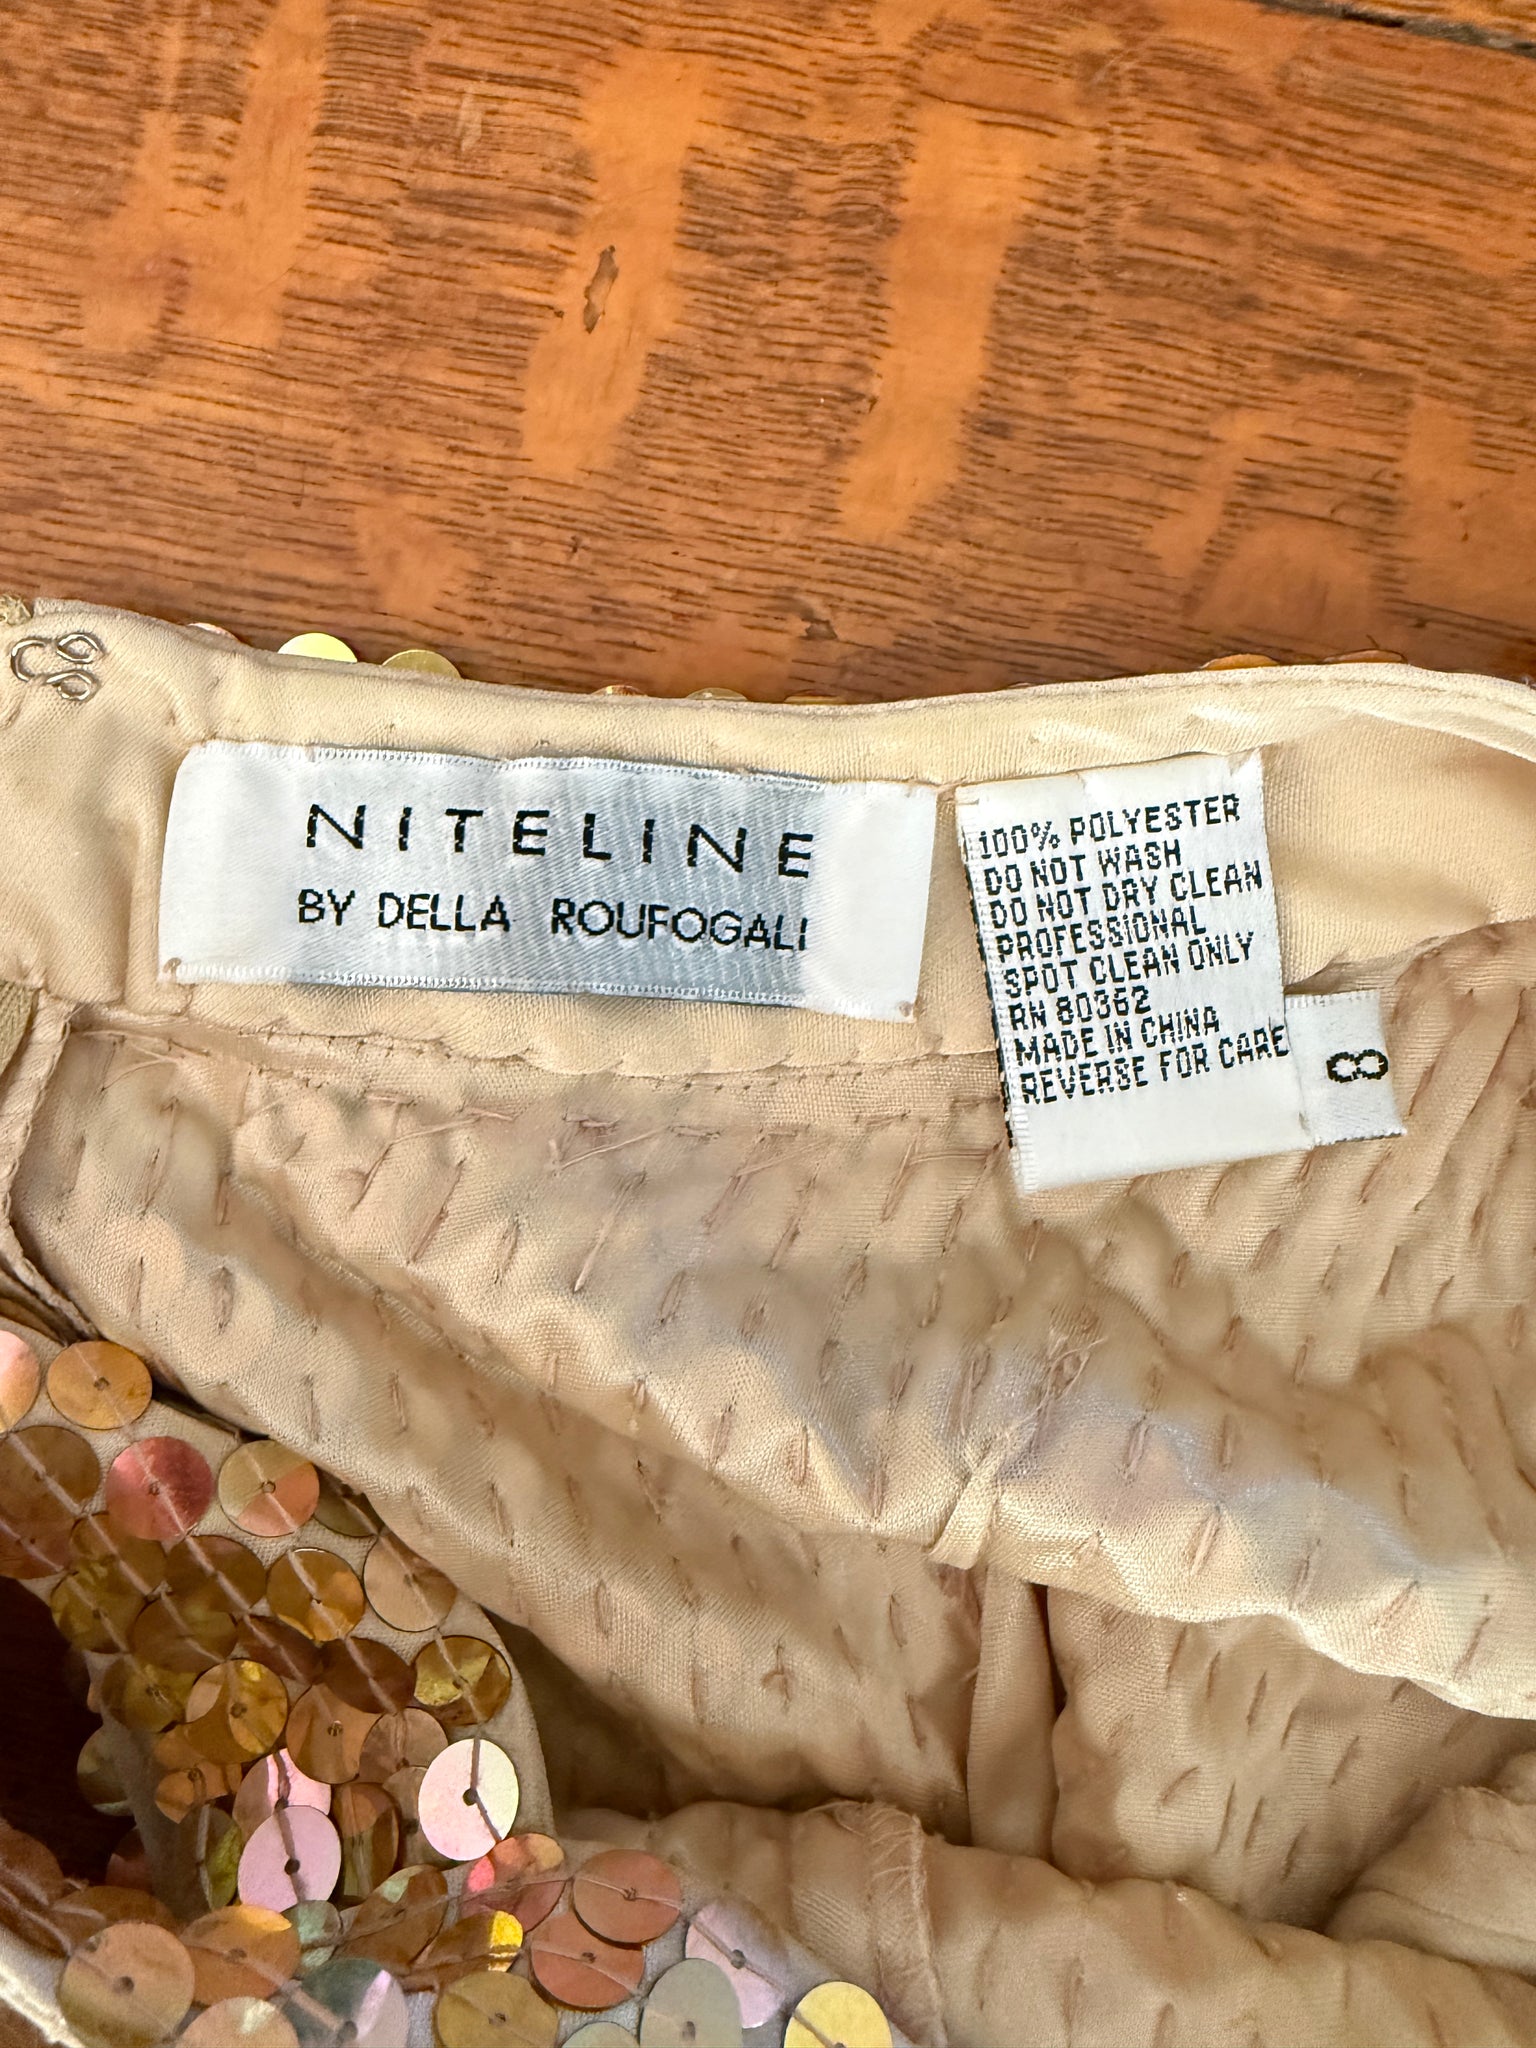 NITELINE
BY DELLA ROUFOGALI
100% POLYESTER
DO NOT WASH
DO NOT DRY CLEAN
PROFESSIONAL
SPOT CLEAN ONLY
RN 80362
MADE IN CHINA
REVERSE FOR CARE
8